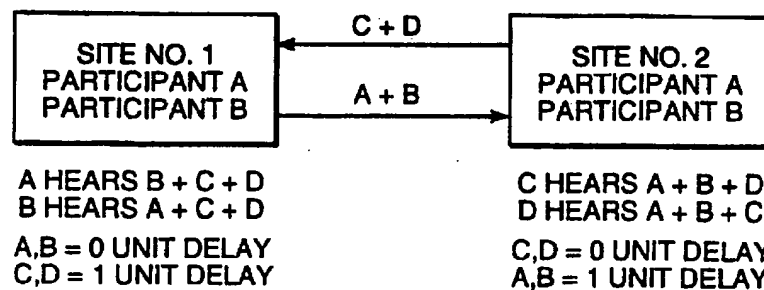 C + D
SITE NO. 1
PARTICIPANT A
PARTICIPANT B
A + B
SITE NO. 2
PARTICIPANT A
PARTICIPANT B
A HEARS B + C + D
B HEARS A + C + D
A,B = 0 UNIT DELAY
C,D = 1 UNIT DELAY
C HEARS A + B + D
D HEARS A + B + C
C,D = 0 UNIT DELAY
A,B = 1 UNIT DELAY